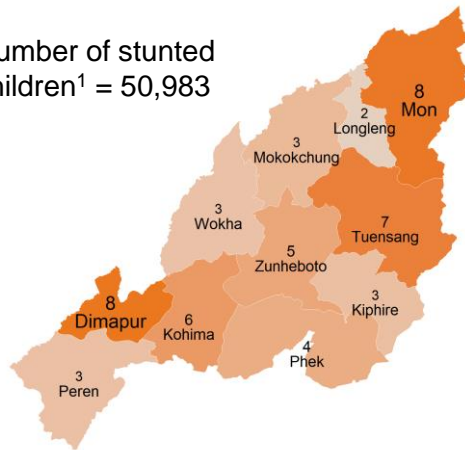 umber of stunted
hildren¹ = 50,983
8
Mon
2
Longleng
3
Mokokchung
3
Wokha
7
Tuensang
5
Zunheboto
3
Kiphire
8
Dimapur
6
Kohima
4
Phek
3
Peren